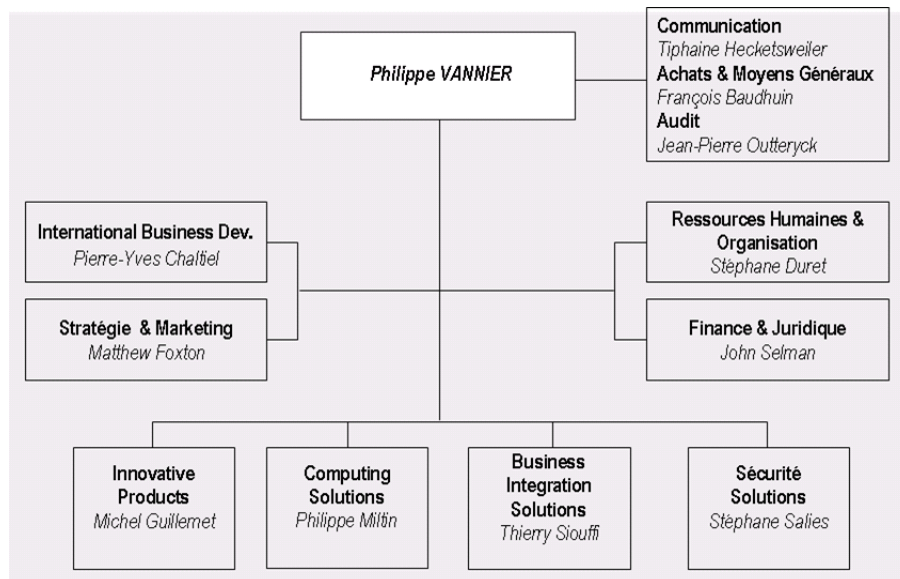 Philippe VANNIER
Communication
Tiphaine Hecketsweiler
Achats & Moyens Généraux
François Baudhuin
Audit
Jean-Pierre Outteryck
International Business Dev.
Pierre-Yves Chaltiel
Ressources Humaines &
Organisation
Stéphane Duret
Stratégie & Marketing
Matthew Foxton
Finance & Juridique
John Selman
Innovative
Products
Michel Guillemet
Computing
Solutions
Philippe Miltin
Business
Integration
Solutions
Thierry Siouffi
Sécurité
Solutions
Stéphane Salies